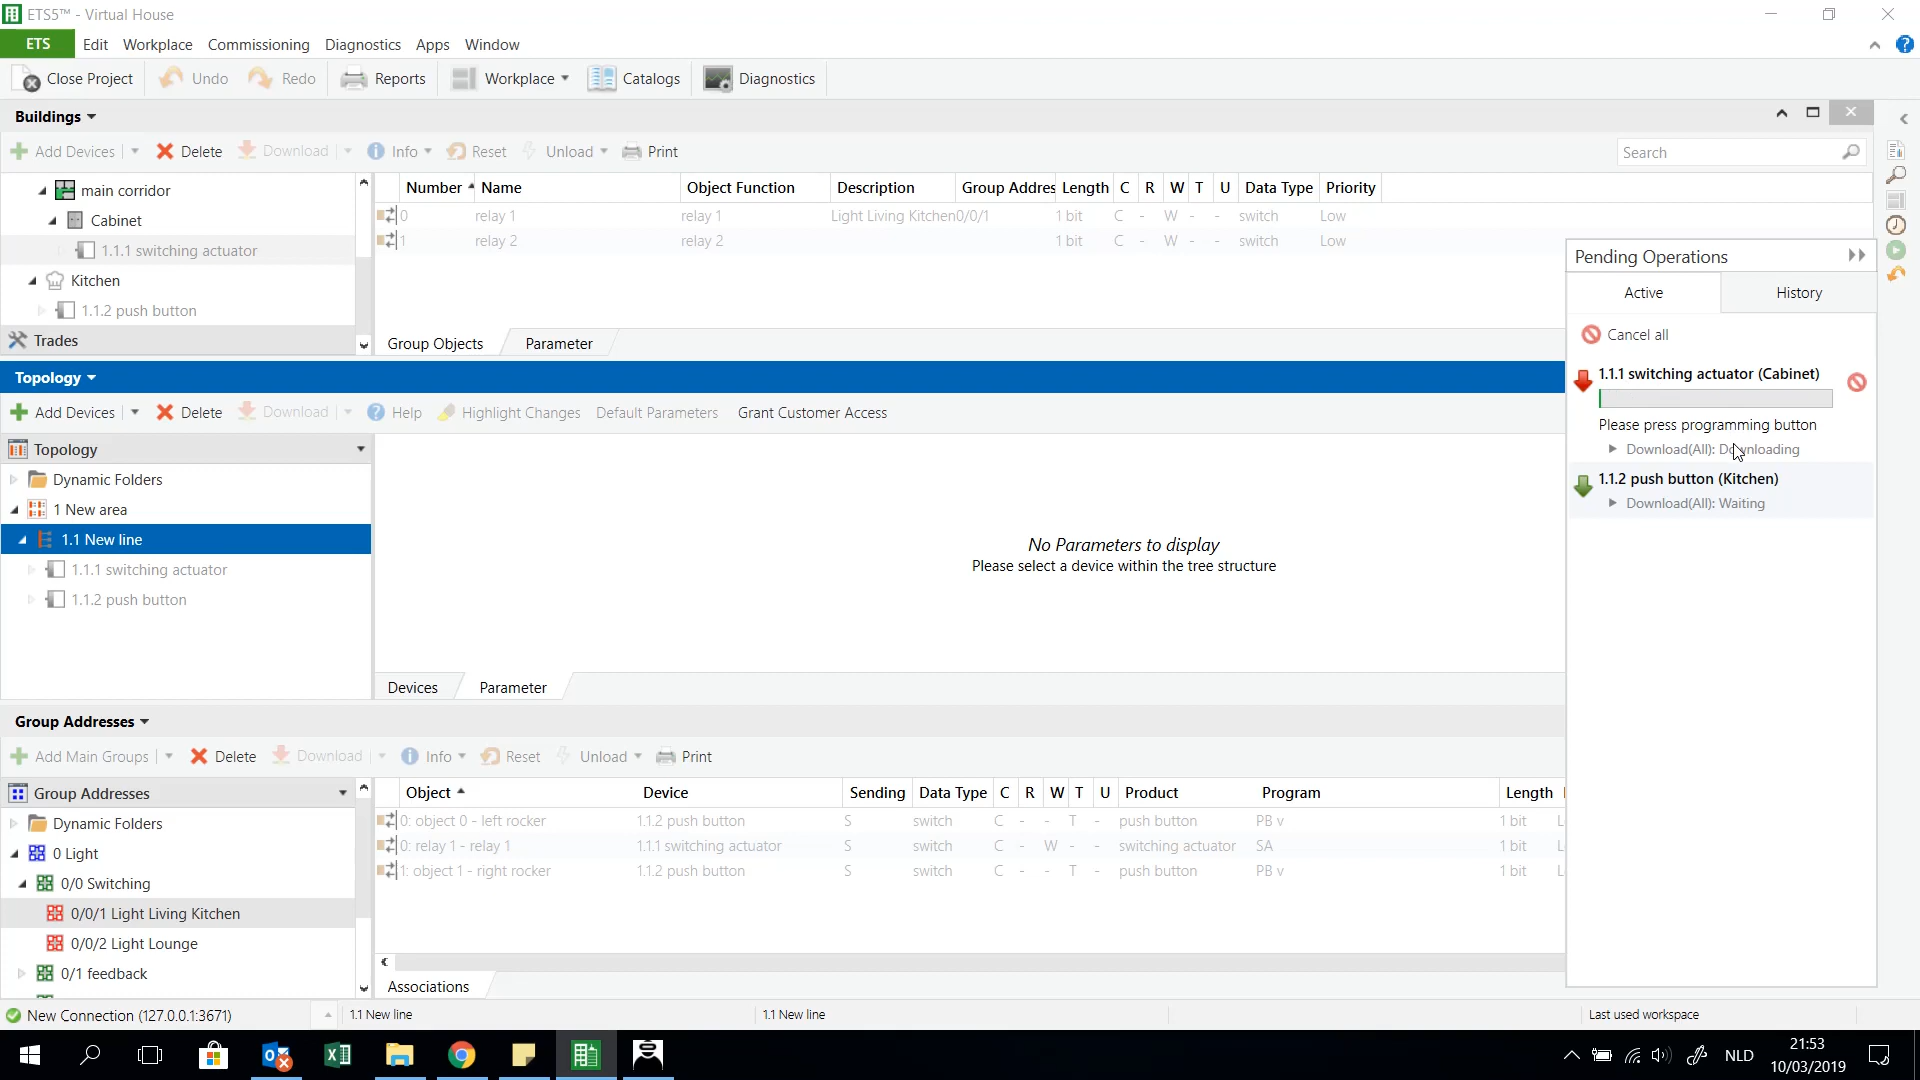 ETS5™ - Virtual House
ETS Edit Workplace Commissioning Diagnostics Apps Window
Close Project Undo Redo Reports Workplace Catalogs Diagnostics
Buildings
Add Devices Delete Download Info Reset Unload Print Search
main corridor
Cabinet
1.1.1 switching actuator
Kitchen
1.1.2 push button
Trades
Number Name Object Function Description Group Addres Length C R W T U Data Type Priority
0 relay 1 relay 1 Light Living Kitchen 0/0/1 1 bit C - W - - switch Low
1 relay 2 relay 2 1 bit C - W - - switch Low
Group Objects Parameter
Pending Operations
Active History
Cancel all
1.1.1 switching actuator (Cabinet)
Please press programming button
Download(All): Downloading
1.1.2 push button (Kitchen)
Download(All): Waiting
Topology
Add Devices Delete Download Help Highlight Changes Default Parameters Grant Customer Access
Topology
Dynamic Folders
1 New area
1.1 New line
1.1.1 switching actuator
1.1.2 push button
No Parameters to display
Please select a device within the tree structure
Devices Parameter
Group Addresses
Add Main Groups Delete Download Info Reset Unload Print
Group Addresses
Dynamic Folders
0 Light
0/0 Switching
0/0/1 Light Living Kitchen
0/0/2 Light Lounge
0/1 feedback
Object Device Sending Data Type C R W T U Product Program Length
0: object 0 - left rocker 1.1.2 push button S switch C - - T - push button PB v 1 bit L
0: relay 1 - relay 1 1.1.1 switching actuator S switch C - W - - switching actuator SA 1 bit L
1: object 1 - right rocker 1.1.2 push button S switch C - - T - push button PB v 1 bit L
Associations
New Connection (127.0.0.1:3671) 1.1 New line 1.1 New line Last used workspace
NLD
21:53
10/03/2019